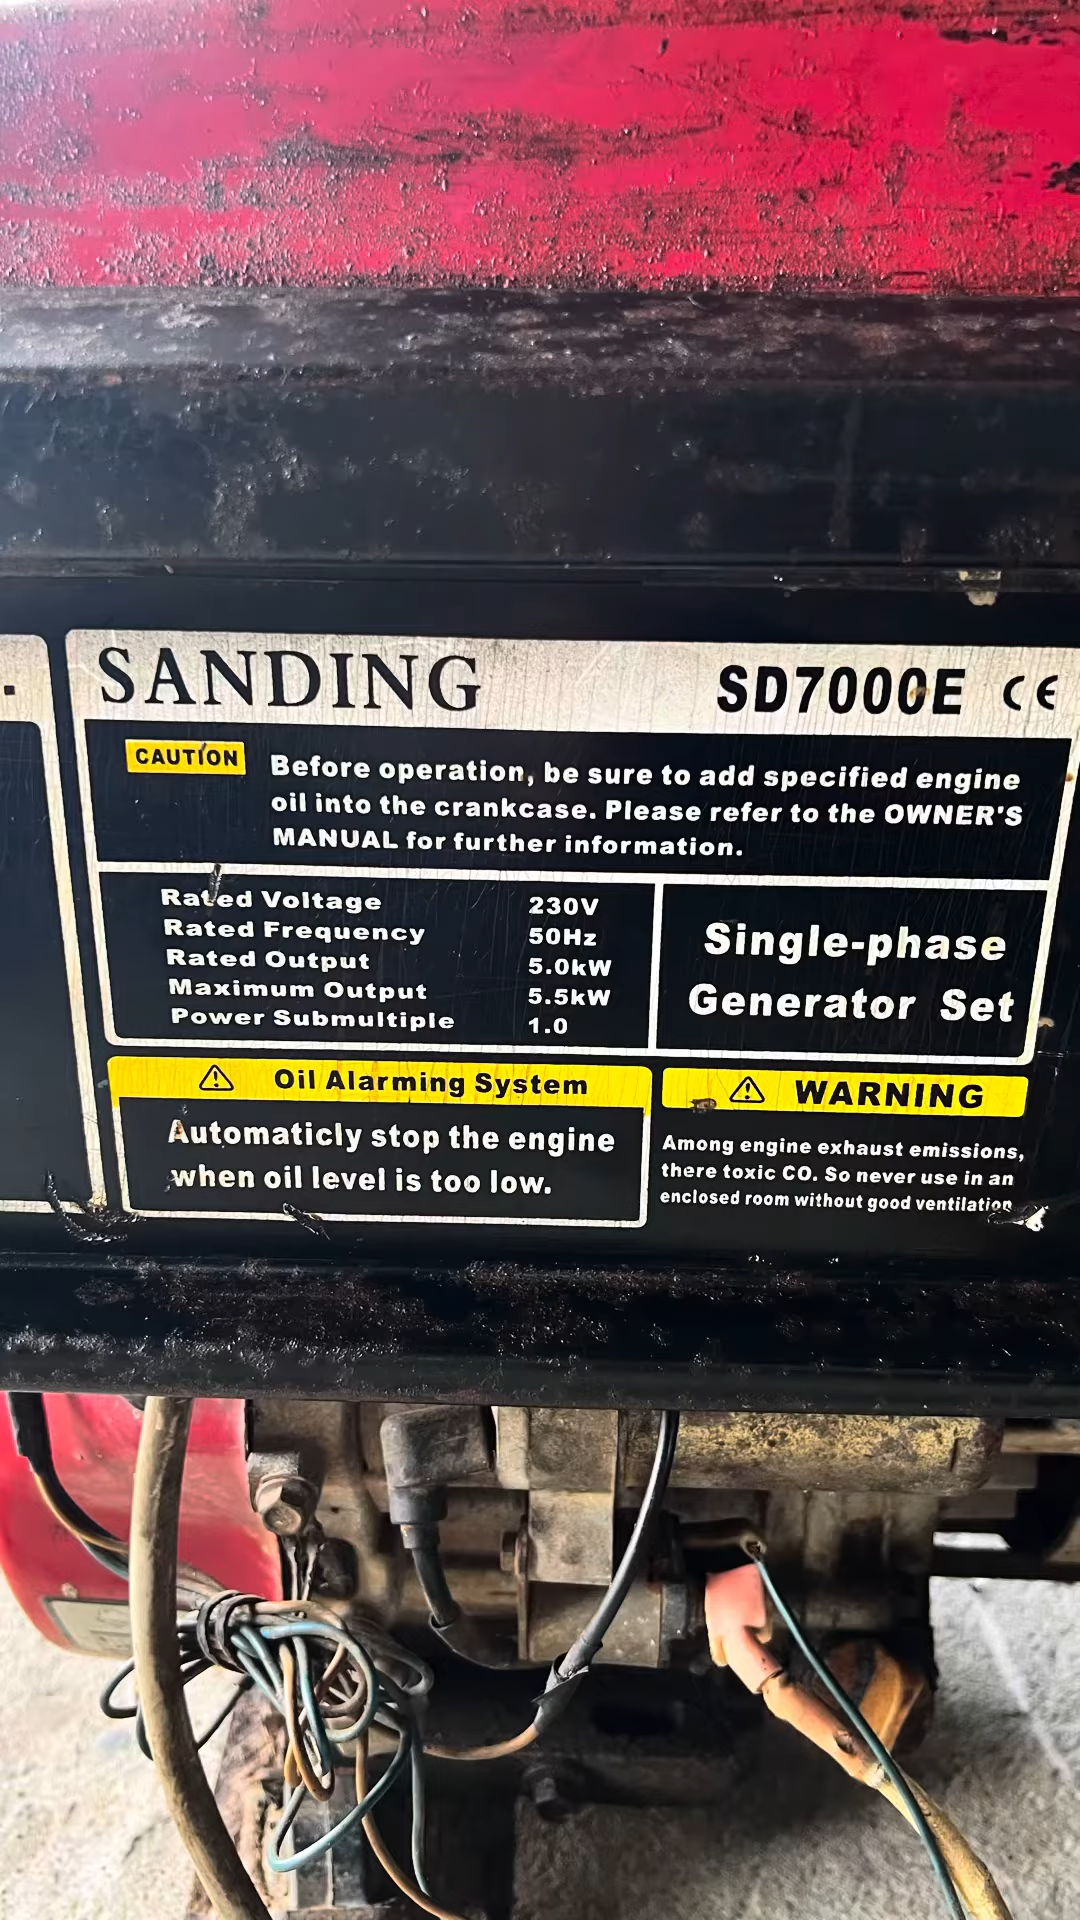 SANDING
SD7000E CE
CAUTION
Before operation, be sure to add specified engine
oil into the crankcase. Please refer to the OWNER'S
MANUAL for further information.
Rated Voltage 230V
Rated Frequency 50Hz
Rated Output 5.0kW
Maximum Output 5.5kW
Power Submultiple 1.0
Single-phase
Generator Set
Oil Alarming System
Automaticly stop the engine
when oil level is too low.
WARNING
Among engine exhaust emissions,
there toxic CO. So never use in an
enclosed room without good ventilation